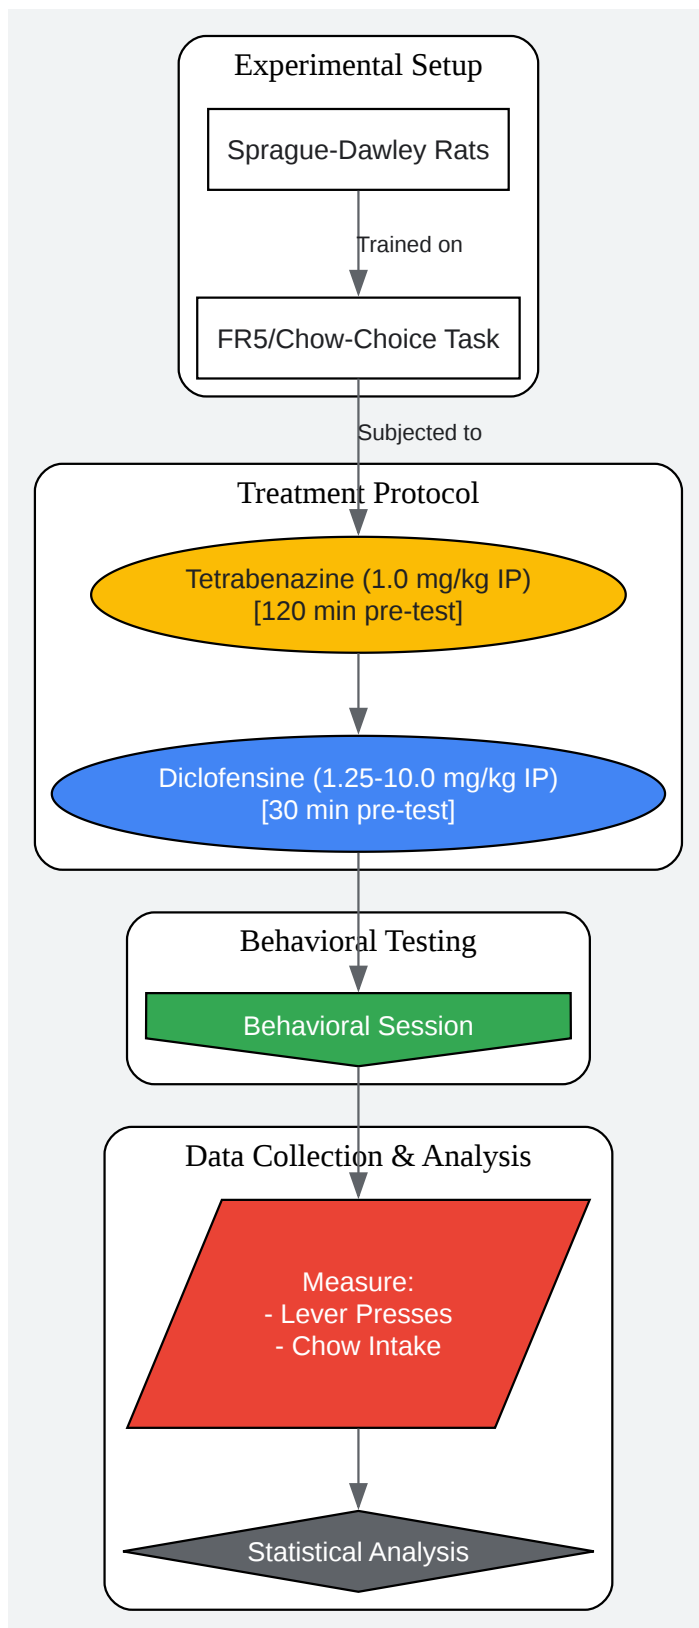 Experimental Setup
Sprague-Dawley Rats
Trained on
FR5/Chow-Choice Task
Subjected to
Treatment Protocol
Tetrabenazine (1.0 mg/kg IP)
[120 min pre-test]
Diclofensine (1.25-10.0 mg/kg IP)
[30 min pre-test]
Behavioral Testing
Behavioral Session
Data Collection & Analysis
Measure:
- Lever Presses
- Chow Intake
Statistical Analysis